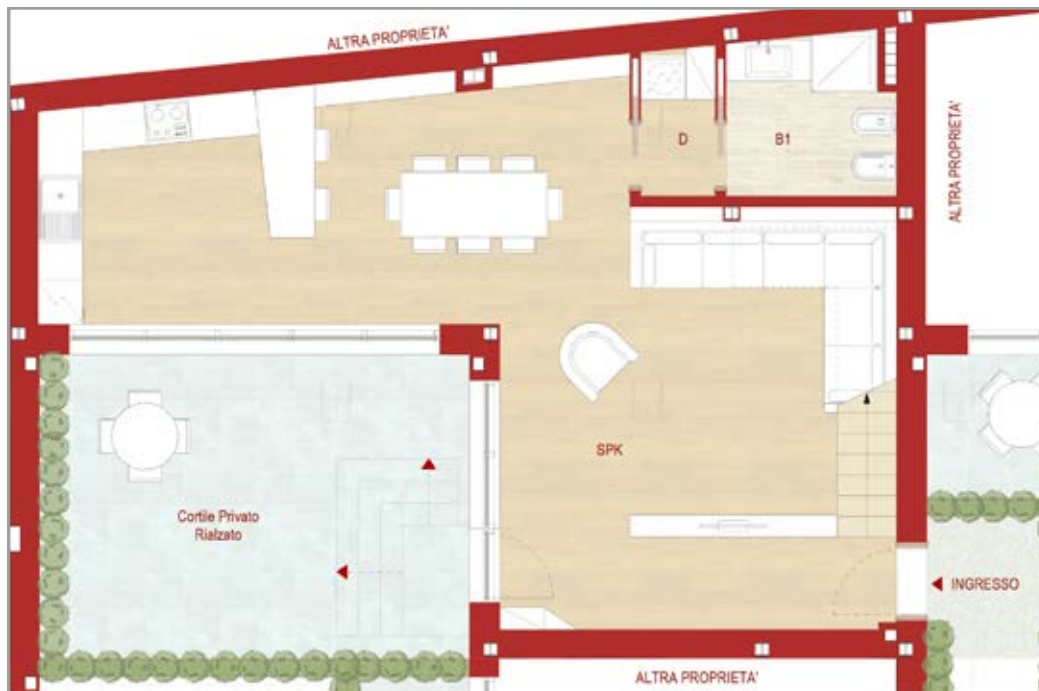 ALTRA PROPRIETA'
ALTRA PROPRIETA'
D
B1
SPK
Cortile Privato
Rialzato
INGRESSO
ALTRA PROPRIETA'